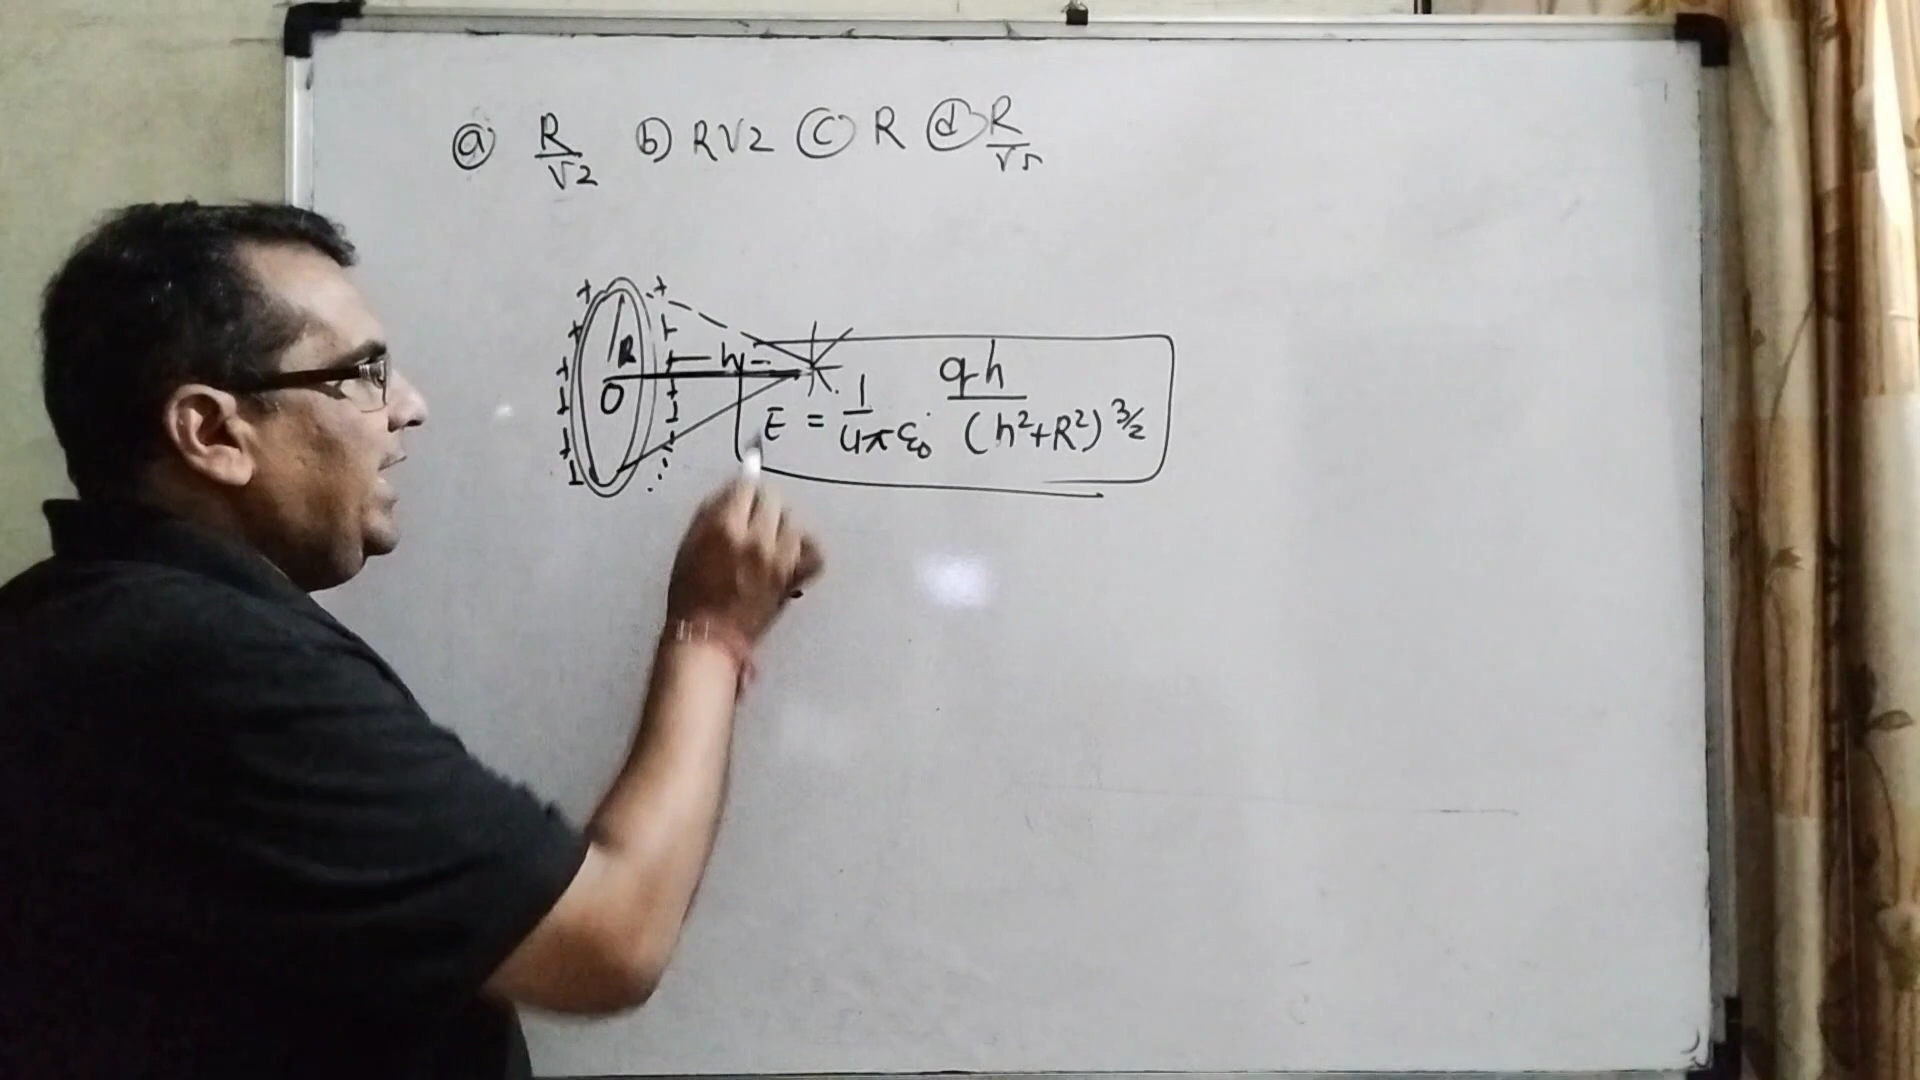 ⓐ R/√2 ⓑ R√2 ⓒ R ⓓ R/√5
R
h
O
E = 1/4πε₀ qh/(h²+R²)^3/2